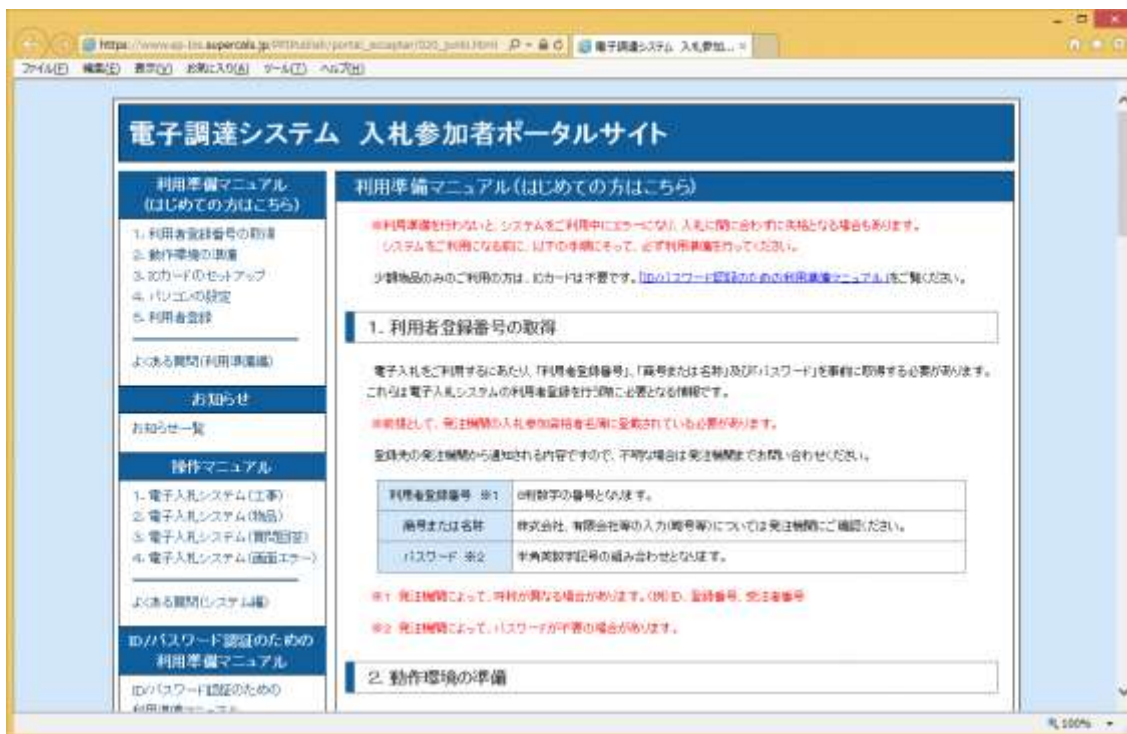 電子調達システム 入札参加...
ファイル(F) 編集(E) 表示(V) お気に入り(A) ツール(T) ヘルプ(H)
電子調達システム 入札参加者ポータルサイト
利用準備マニュアル
(はじめての方はこちら)
1. 利用者登録番号の取得
2. 動作環境の準備
3. ICカードのセットアップ
4. パソコンの設定
5. 利用者登録
よくある質問(利用準備編)
お知らせ
お知らせ一覧
操作マニュアル
1. 電子入札システム(工事)
2. 電子入札システム(物品)
3. 電子入札システム(質問回答)
4. 電子入札システム(画面エラー)
よくある質問(システム編)
ID/パスワード認証のための
利用準備マニュアル
ID/パスワード認証のための
利用準備マニュアル(はじめての方はこちら)
※利用準備を行わないと、システムをご利用中にエラーになり、入札に間に合わずに失格となる場合もあります。
システムをご利用になる前に、以下の手順にそって、必ず利用準備を行ってください。
少額物品のみのご利用の方は、ICカードは不要です。「ID/パスワード認証のための利用準備マニュアル」をご覧ください。
1. 利用者登録番号の取得
電子入札をご利用するにあたり、「利用者登録番号」、「商号または名称」及び「パスワード」を事前に取得する必要があります。
これらは電子入札システムの利用者登録を行う際に必要となる情報です。
※前提として、発注機関の入札参加資格者名簿に登載されている必要があります。
登録先の発注機関から通知される内容ですので、不明な場合は発注機関までお問い合わせください。
利用者登録番号 ※1 桁数字の番号となります。
商号または名称 株式会社、有限会社等の入力(略号等)については発注機関にご確認ください。
パスワード ※2 半角英数字記号の組み合わせとなります。
※1 発注機関によって、呼称が異なる場合があります。(例) ID、登録番号、受注者番号
※2 発注機関によって、パスワードが不要の場合があります。
2. 動作環境の準備
100%